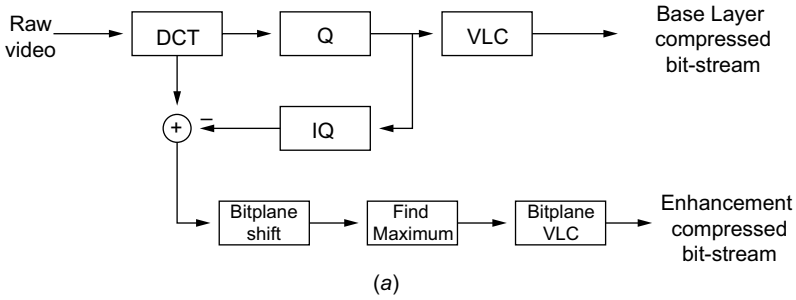 Raw
video
DCT
Q
VLC
Base Layer
compressed
bit-stream
+
−
IQ
Bitplane
shift
Find
Maximum
Bitplane
VLC
Enhancement
compressed
bit-stream
(a)